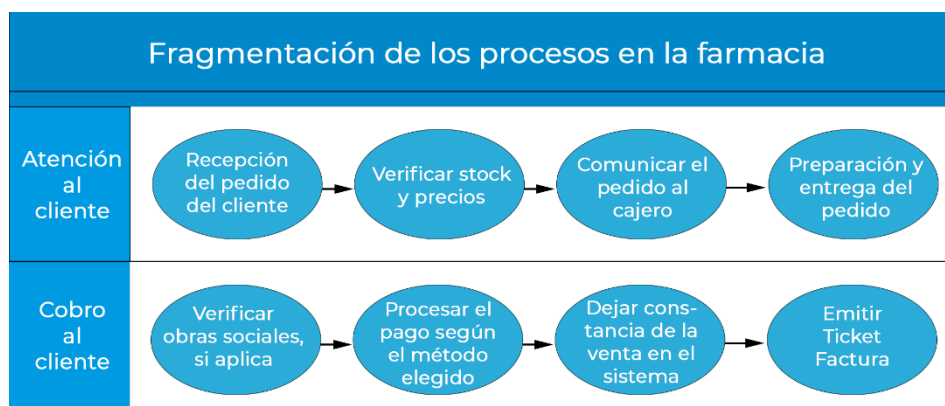 Fragmentación de los procesos en la farmacia
Atención
al
cliente
Recepción
del pedido
del cliente
Verificar stock
y precios
Comunicar el
pedido al
cajero
Preparación y
entrega del
pedido
Cobro
al
cliente
Verificar
obras sociales,
si aplica
Procesar el
pago según
el método
elegido
Dejar cons-
tancia de la
venta en el
sistema
Emitir
Ticket
Factura